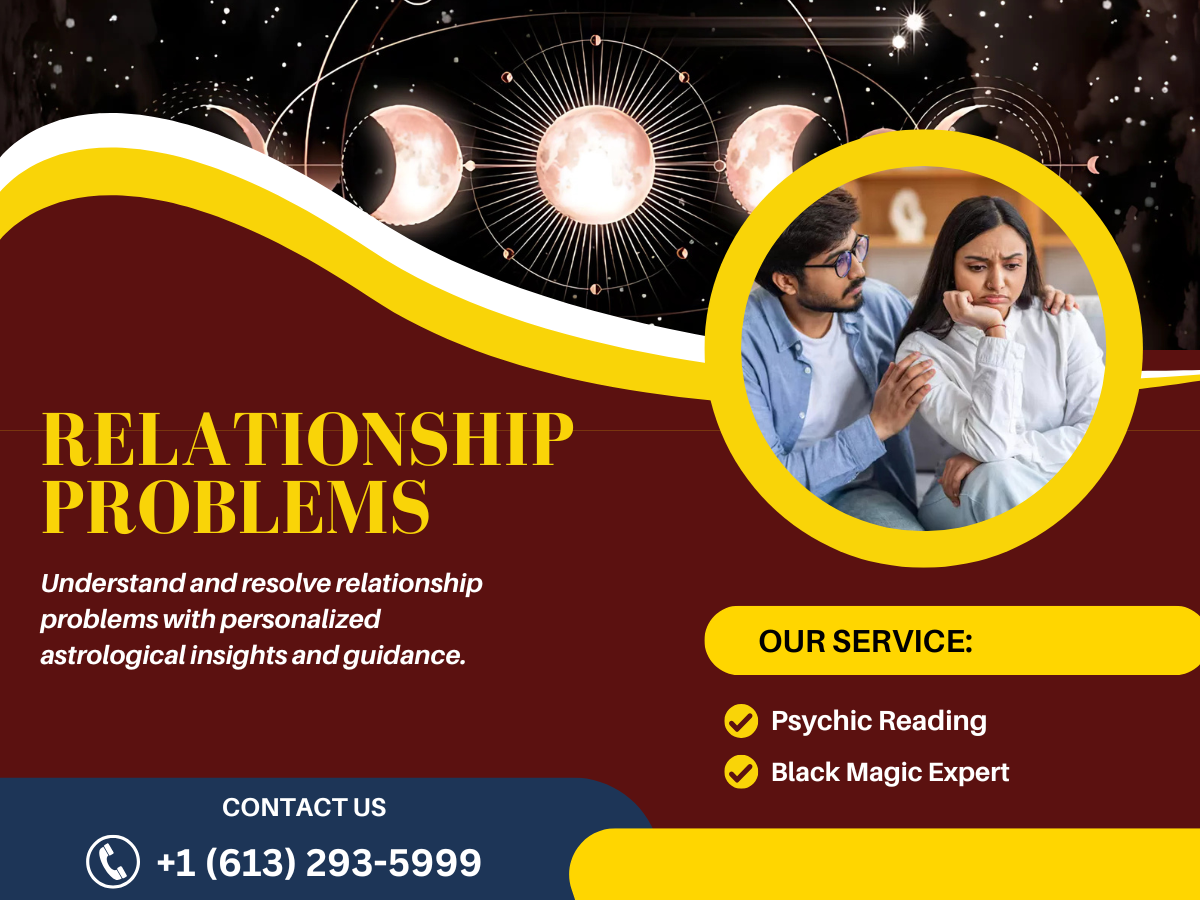 RELATIONSHIP
PROBLEMS
Understand and resolve relationship
problems with personalized
astrological insights and guidance.
OUR SERVICE:
Psychic Reading
Black Magic Expert
CONTACT US
+1 (613) 293-5999